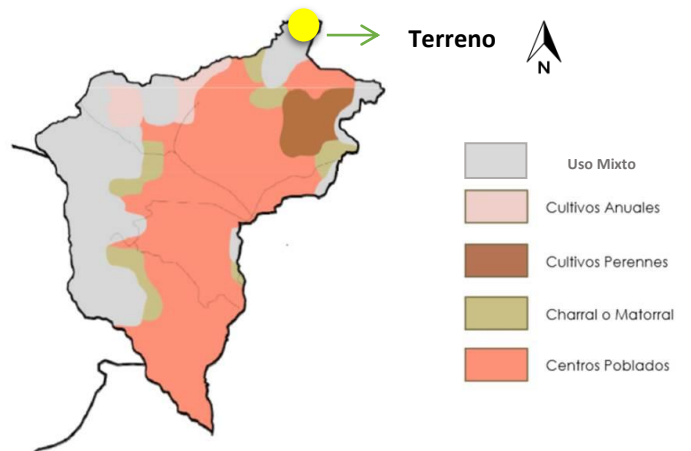 Terreno
N
Uso Mixto
Cultivos Anuales
Cultivos Perennes
Charral o Matorral
Centros Poblados